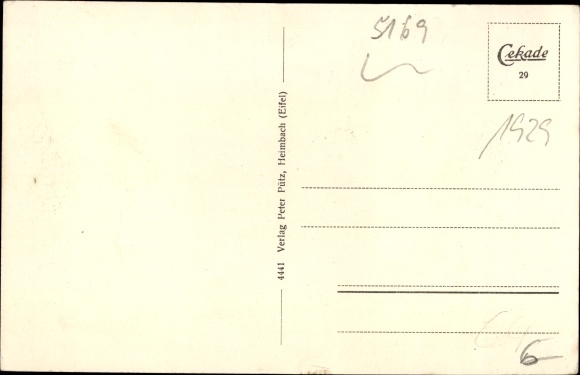 5169
Cekade
29
1929
4441 Verlag Peter Pütz, Heimbach (Eifel)
6